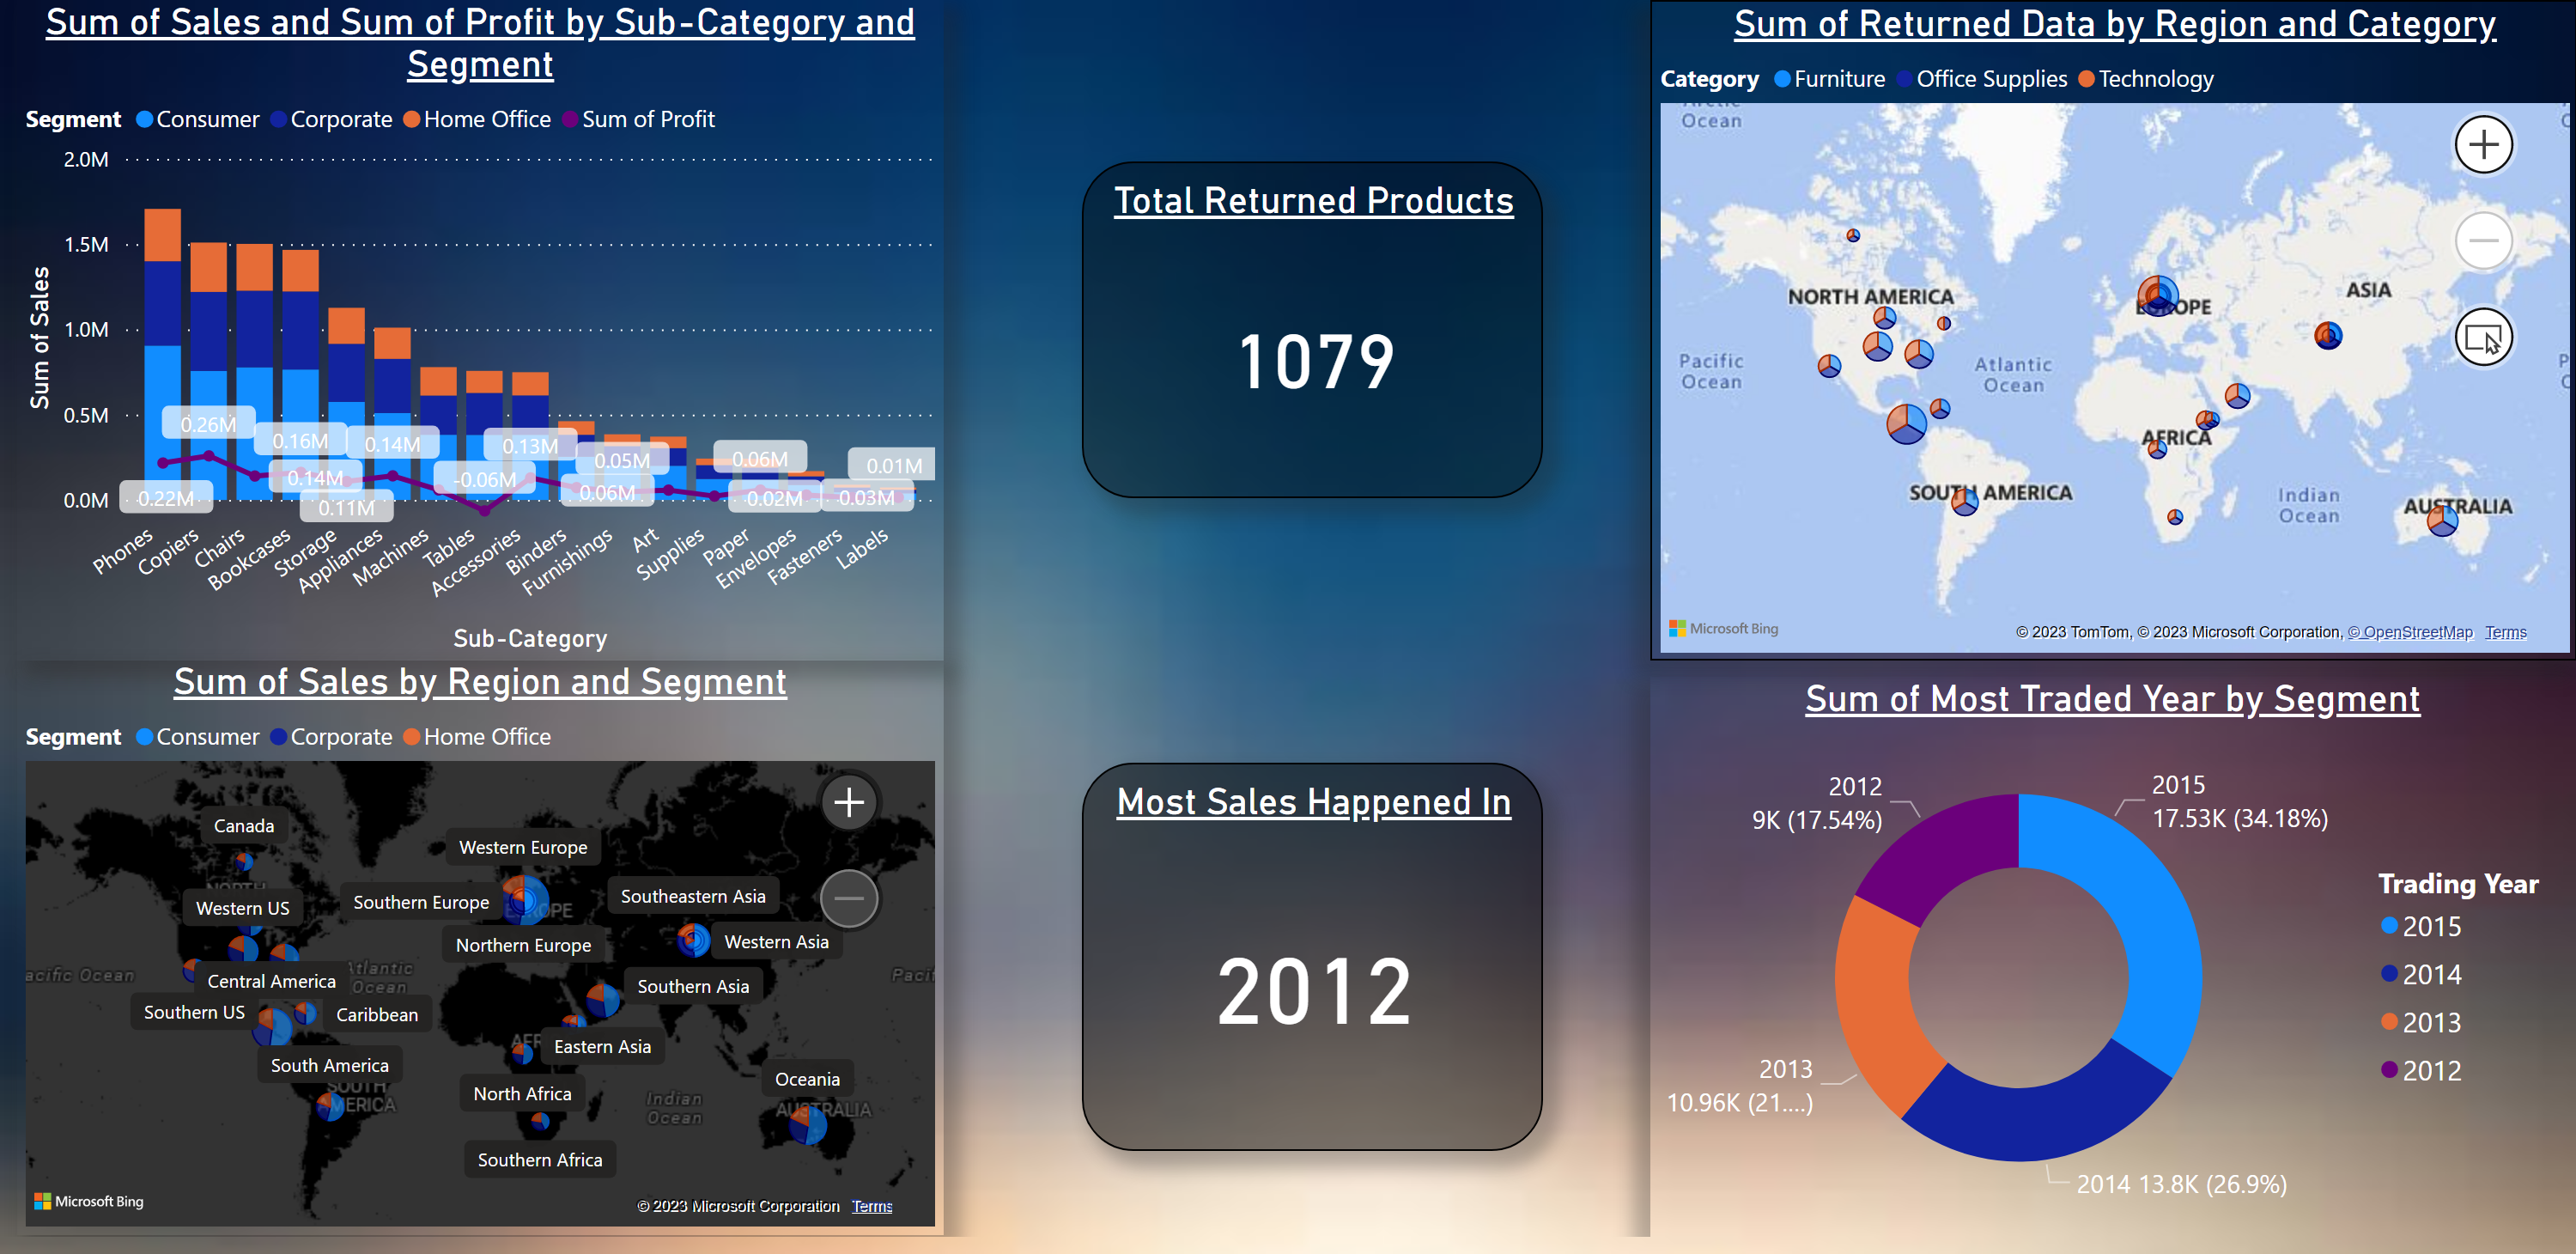 Sum of Sales and Sum of Profit by Sub-Category and
Segment
Segment Consumer Corporate Home Office Sum of Profit
2.0M
1.5M
1.0M
0.5M
0.0M
Sum of Sales
0.26M
0.16M
0.14M
0.13M
0.05M
0.06M
0.01M
0.22M
0.14M
0.11M
-0.06M
0.06M
0.02M
0.03M
Phones
Copiers
Chairs
Bookcases
Storage
Appliances
Machines
Tables
Accessories
Binders
Furnishings
Art
Supplies
Paper
Envelopes
Fasteners
Labels
Sub-Category
Sum of Sales by Region and Segment
Segment Consumer Corporate Home Office
Canada
Western Europe
Western US
Southern Europe
Southeastern Asia
Northern Europe
Western Asia
Central America
Atlantic
Ocean
Southern Asia
Southern US
Caribbean
Eastern Asia
South America
SOUTH
AMERICA
North Africa
Oceania
Indian
Ocean
AUSTRALIA
Southern Africa
Microsoft Bing
© 2023 Microsoft Corporation Terms
Total Returned Products
1079
Most Sales Happened In
2012
Sum of Returned Data by Region and Category
Category Furniture Office Supplies Technology
Arctic
Ocean
NORTH AMERICA
EUROPE
ASIA
Pacific
Ocean
Atlantic
Ocean
AFRICA
SOUTH AMERICA
Indian
Ocean
AUSTRALIA
Microsoft Bing
© 2023 TomTom, © 2023 Microsoft Corporation, © OpenStreetMap Terms
Sum of Most Traded Year by Segment
2012
9K (17.54%)
2015
17.53K (34.18%)
2013
10.96K (21....)
2014 13.8K (26.9%)
Trading Year
2015
2014
2013
2012